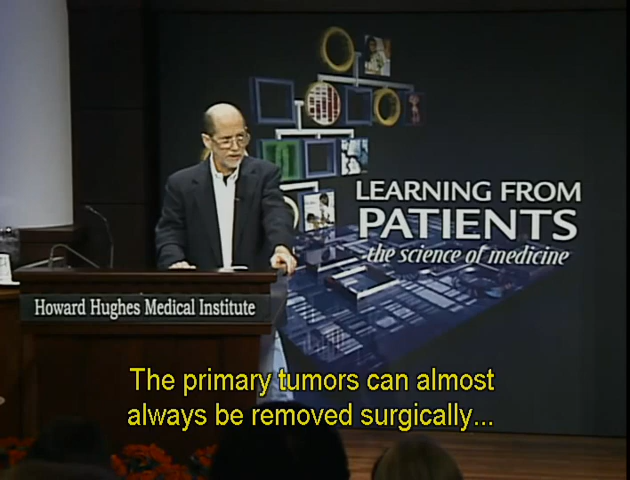 LEARNING FROM
PATIENTS
the science of medicine
Howard Hughes Medical Institute
The primary tumors can almost
always be removed surgically...